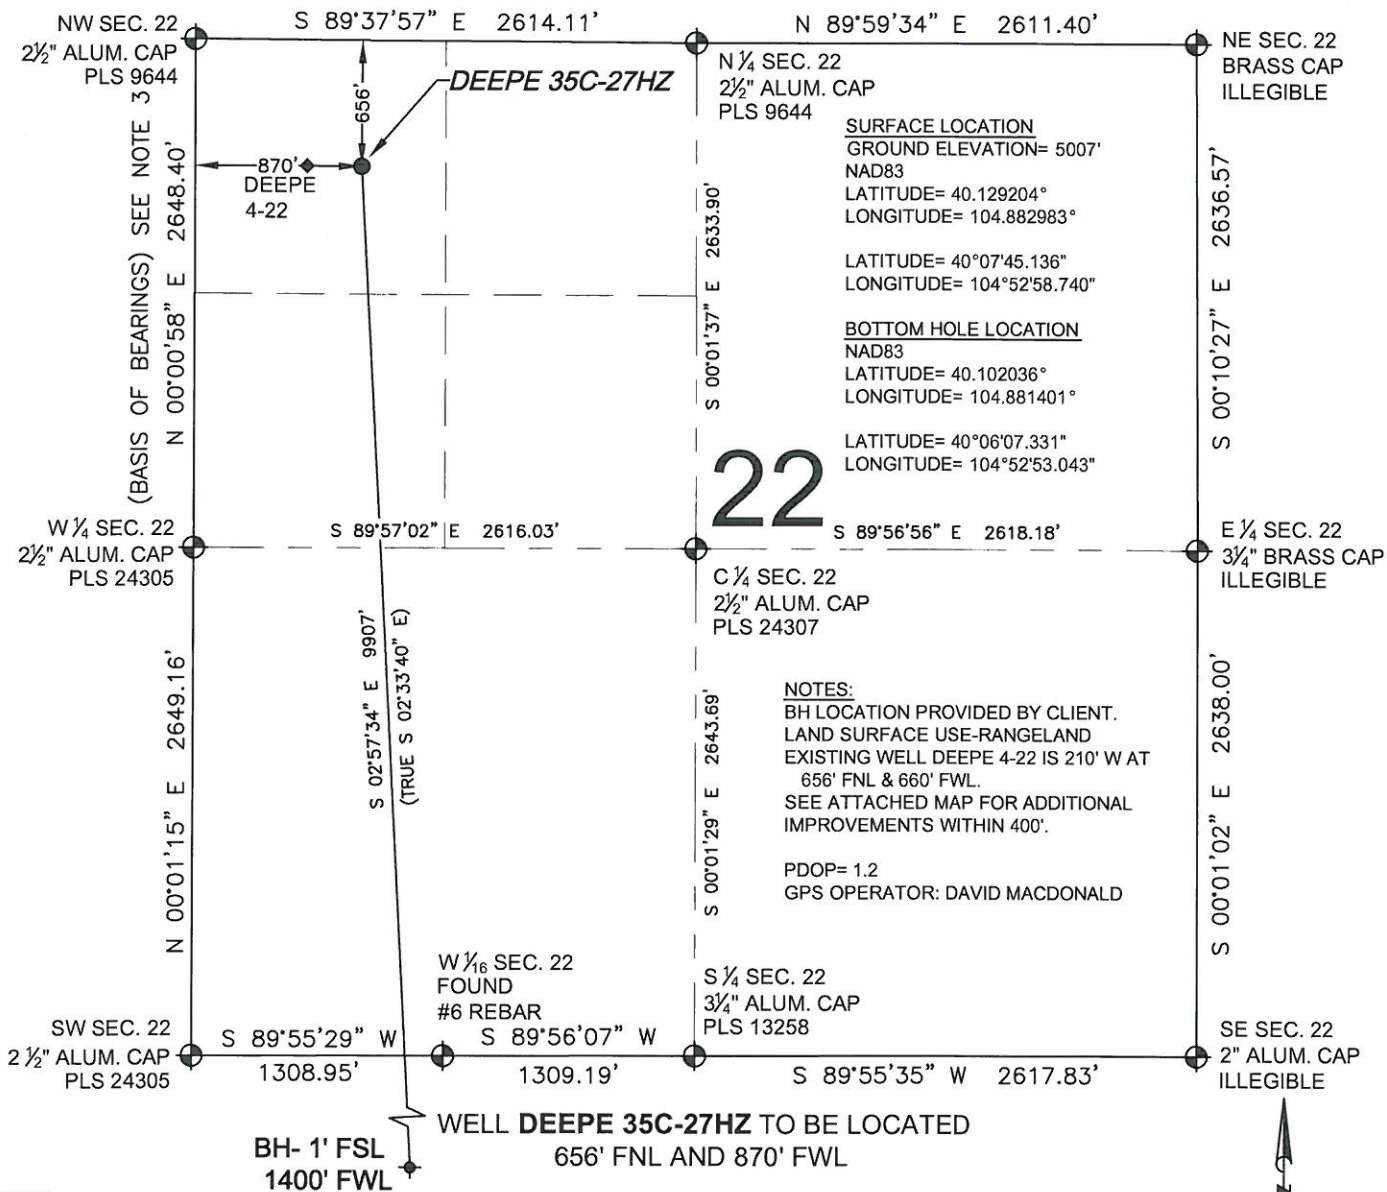 NW SEC. 22
2½" ALUM. CAP
PLS 9644
S 89°37'57" E 2614.11'
N 89°59'34" E 2611.40'
NE SEC. 22
BRASS CAP
ILLEGIBLE
N ¼ SEC. 22
2½" ALUM. CAP
PLS 9644
DEEPE 35C-27HZ
656'
870'
DEEPE
4-22
(BASIS OF BEARINGS) SEE NOTE 3
N 00°00'58" E 2648.40'
S 00°01'37" E 2633.90'
S 00°10'27" E 2636.57'
SURFACE LOCATION
GROUND ELEVATION= 5007'
NAD83
LATITUDE= 40.129204°
LONGITUDE= 104.882983°
LATITUDE= 40°07'45.136"
LONGITUDE= 104°52'58.740"
BOTTOM HOLE LOCATION
NAD83
LATITUDE= 40.102036°
LONGITUDE= 104.881401°
LATITUDE= 40°06'07.331"
LONGITUDE= 104°52'53.043"
22
W ¼ SEC. 22
2½" ALUM. CAP
PLS 24305
S 89°57'02" E 2616.03'
S 89°56'56" E 2618.18'
E ¼ SEC. 22
3¼" BRASS CAP
ILLEGIBLE
C ¼ SEC. 22
2½" ALUM. CAP
PLS 24307
N 00°01'15" E 2649.16'
S 02°57'34" E 9907'
(TRUE S 02°33'40" E)
S 00°01'29" E 2643.69'
S 00°01'02" E 2638.00'
NOTES:
BH LOCATION PROVIDED BY CLIENT.
LAND SURFACE USE-RANGELAND
EXISTING WELL DEEPE 4-22 IS 210' W AT
656' FNL & 660' FWL.
SEE ATTACHED MAP FOR ADDITIONAL
IMPROVEMENTS WITHIN 400'.
PDOP= 1.2
GPS OPERATOR: DAVID MACDONALD
W 1⁄16 SEC. 22
FOUND
#6 REBAR
S ¼ SEC. 22
3¼" ALUM. CAP
PLS 13258
SW SEC. 22
2 ½" ALUM. CAP
PLS 24305
S 89°55'29" W
1308.95'
S 89°56'07" W
1309.19'
S 89°55'35" W 2617.83'
SE SEC. 22
2" ALUM. CAP
ILLEGIBLE
WELL DEEPE 35C-27HZ TO BE LOCATED
656' FNL AND 870' FWL
BH- 1' FSL
1400' FWL